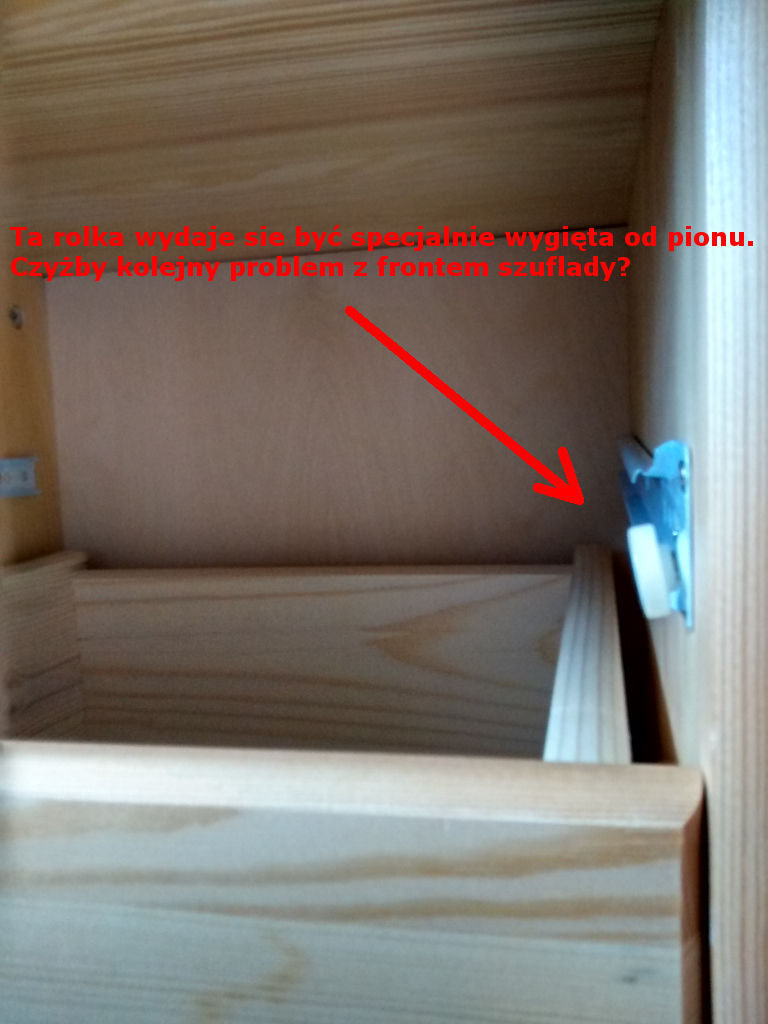 Ta rolka wydaje sie być specjalnie wygięta od pionu.
Czyżby kolejny problem z frontem szuflady?